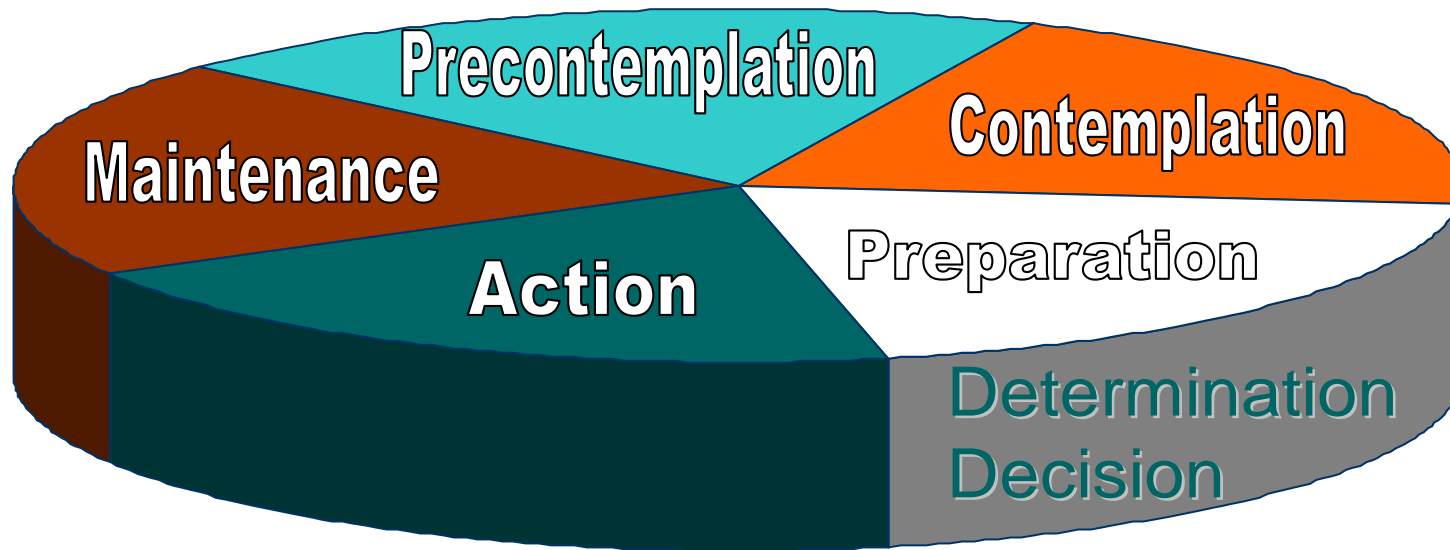 Precontemplation
Contemplation
Maintenance
Preparation
Action
Determination
Decision